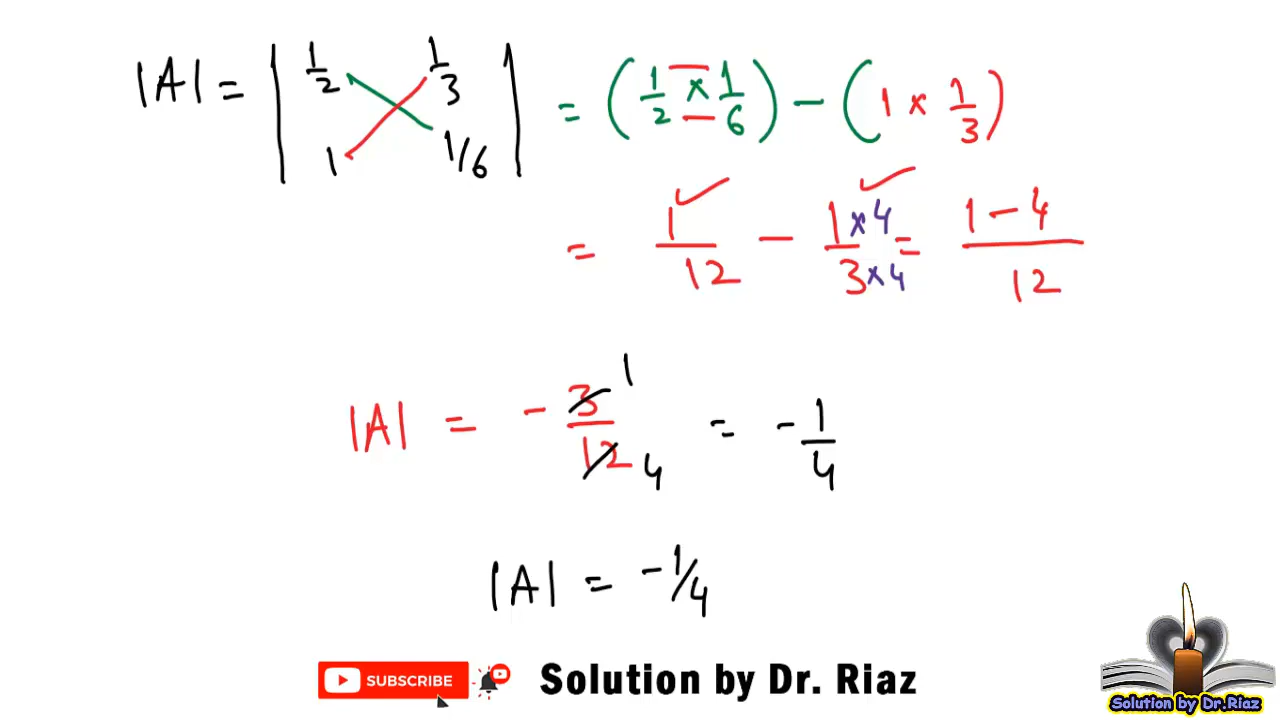 |A| = | 1/2 1/3 | = (1/2 × 1/6) − (1 × 1/3)
| 1 1/6 |
= 1/12 − 1×4/3×4 = 1−4/12
|A| = − 3/12 1 4 = −1/4
|A| = −1/4
SUBSCRIBE Solution by Dr. Riaz
Solution by Dr.Riaz